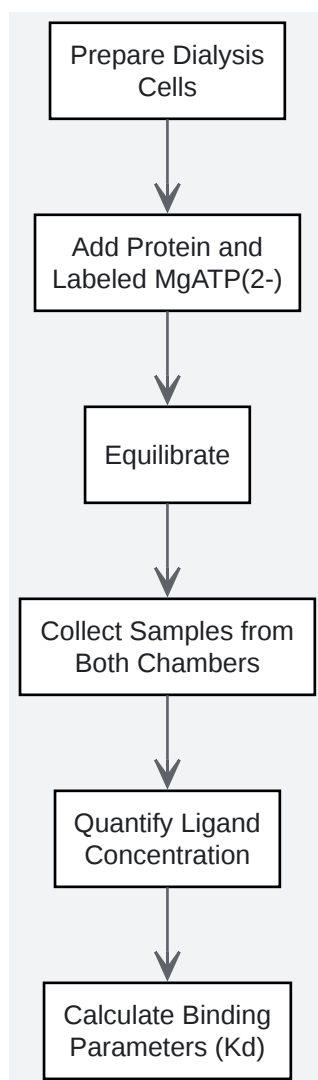 Prepare Dialysis
Cells
Add Protein and
Labeled MgATP(2-)
Equilibrate
Collect Samples from
Both Chambers
Quantify Ligand
Concentration
Calculate Binding
Parameters (Kd)